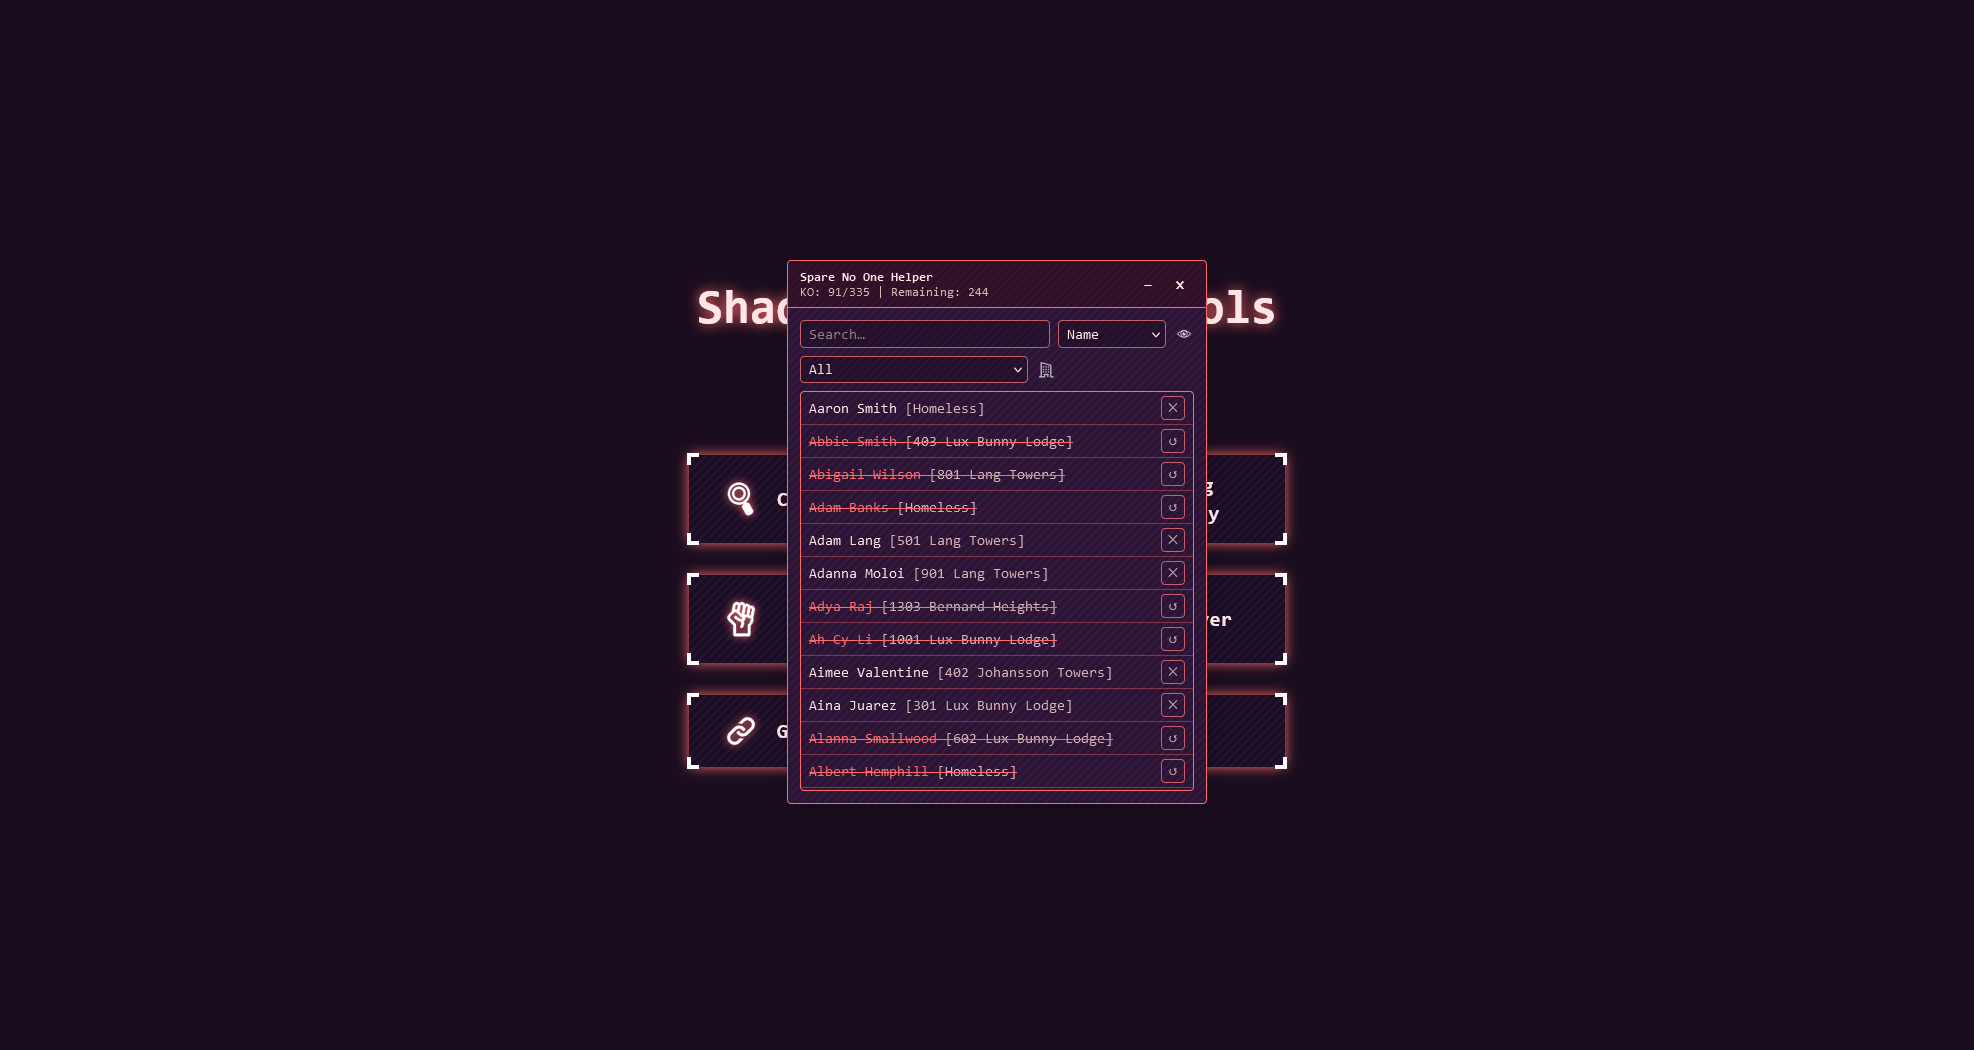 Spare No One Helper
KO: 91/335 | Remaining: 244
Search…
Name
All
Aaron Smith [Homeless]
Abbie Smith [403 Lux Bunny Lodge]
Abigail Wilson [801 Lang Towers]
Adam Banks [Homeless]
Adam Lang [501 Lang Towers]
Adanna Moloi [901 Lang Towers]
Adya Raj [1303 Bernard Heights]
Ah Cy Li [1001 Lux Bunny Lodge]
Aimee Valentine [402 Johansson Towers]
Aina Juarez [301 Lux Bunny Lodge]
Alanna Smallwood [602 Lux Bunny Lodge]
Albert Hemphill [Homeless]